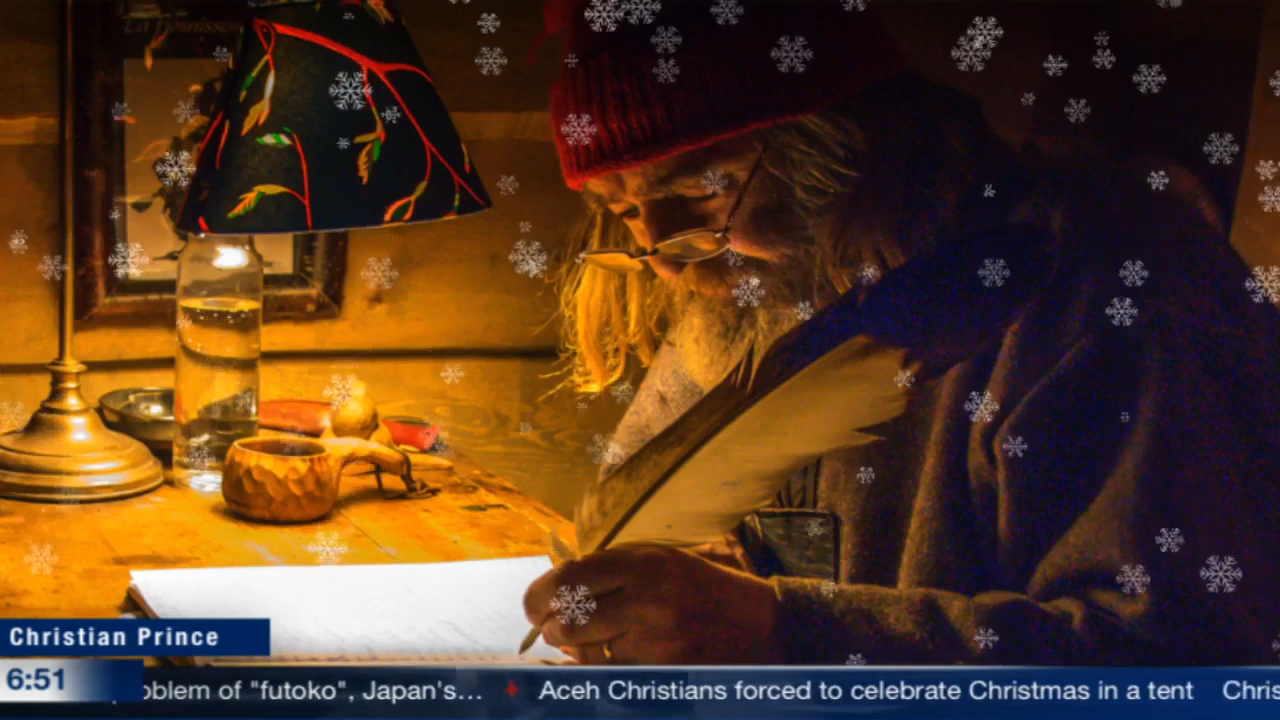 Christian Prince
6:51
oblem of "futoko", Japan's... Aceh Christians forced to celebrate Christmas in a tent Chris